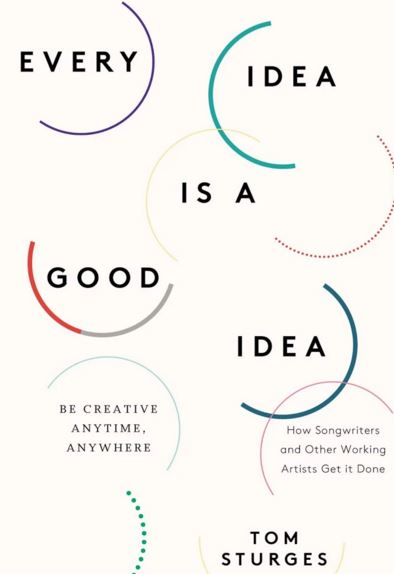 EVERY
IDEA
IS A
GOOD
IDEA
BE CREATIVE
ANYTIME,
ANYWHERE
How Songwriters
and Other Working
Artists Get it Done
TOM
STURGES